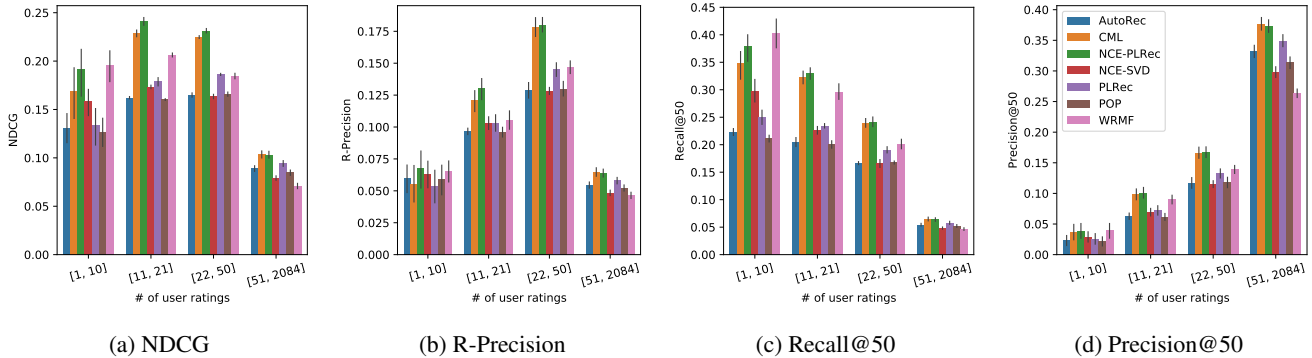 0.25
0.20
0.15
0.10
0.05
0.00
NDCG
[1, 10]
[11, 21]
[22, 50]
[51, 2084]
# of user ratings
(a) NDCG
0.175
0.150
0.125
0.100
0.075
0.050
0.025
0.000
R-Precision
[1, 10]
[11, 21]
[22, 50]
[51, 2084]
# of user ratings
(b) R-Precision
0.45
0.40
0.35
0.30
0.25
0.20
0.15
0.10
0.05
0.00
Recall@50
[1, 10]
[11, 21]
[22, 50]
[51, 2084]
# of user ratings
(c) Recall@50
0.40
0.35
0.30
0.25
0.20
0.15
0.10
0.05
0.00
Precision@50
AutoRec
CML
NCE-PLRec
NCE-SVD
PLRec
POP
WRMF
[1, 10]
[11, 21]
[22, 50]
[51, 2084]
# of user ratings
(d) Precision@50